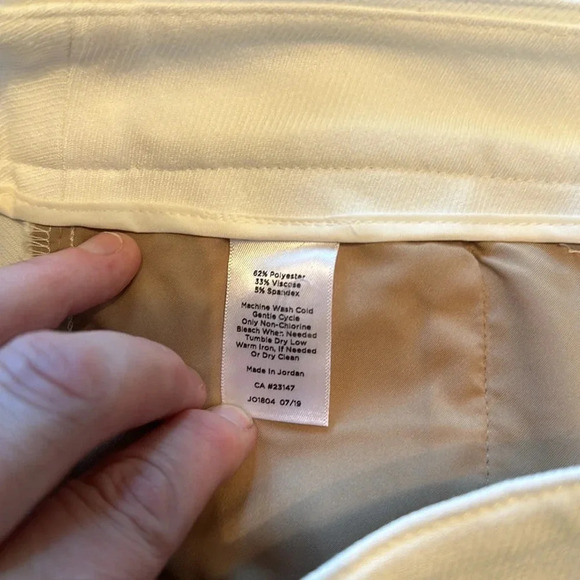 62% Polyester
33% Viscose
5% Spandex
Machine Wash Cold
Gentle Cycle
Only Non-Chlorine
Bleach When Needed
Tumble Dry Low
Warm Iron, if Needed
Or Dry Clean
Made In Jordan
CA #23147
JO1804 07/19